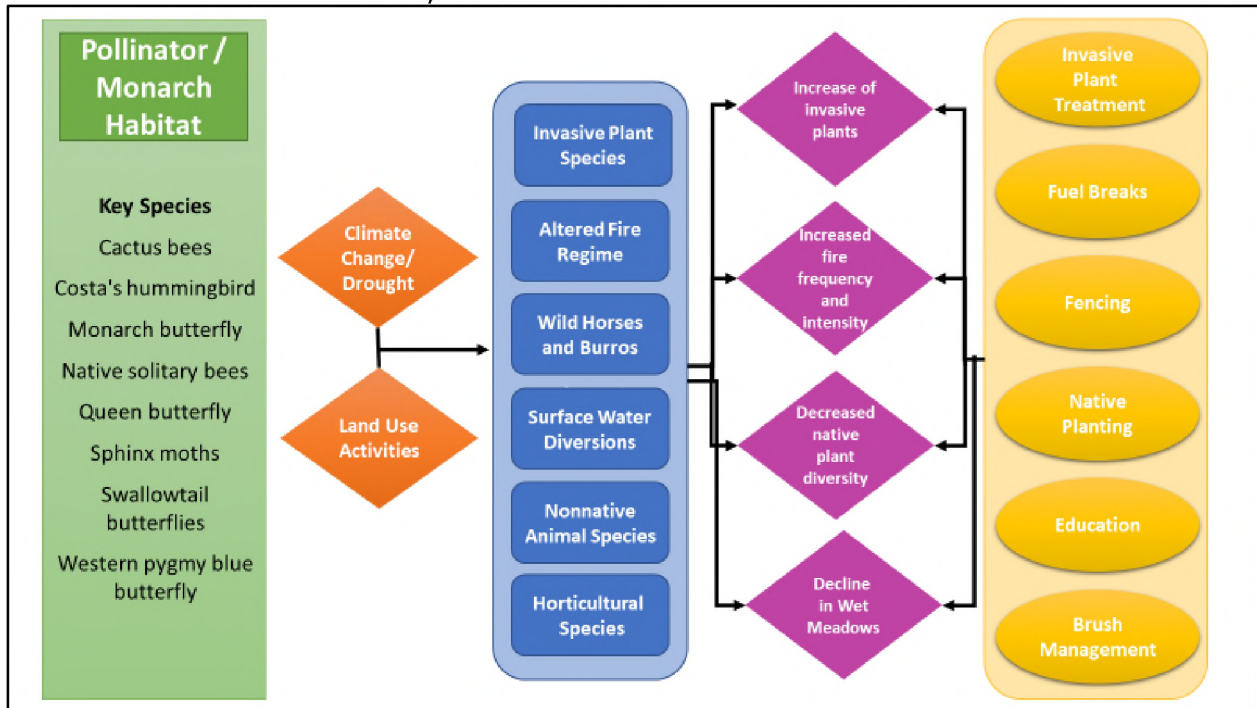 Pollinator /
Monarch
Habitat
Key Species
Cactus bees
Costa's hummingbird
Monarch butterfly
Native solitary bees
Queen butterfly
Sphinx moths
Swallowtail
butterflies
Western pygmy blue
butterfly
Climate
Change/
Drought
Land Use
Activities
Invasive Plant
Species
Altered Fire
Regime
Wild Horses
and Burros
Surface Water
Diversions
Nonnative
Animal Species
Horticultural
Species
Increase of
invasive
plants
Increased
fire
frequency
and
intensity
Decreased
native
plant
diversity
Decline
in Wet
Meadows
Invasive
Plant
Treatment
Fuel Breaks
Fencing
Native
Planting
Education
Brush
Management